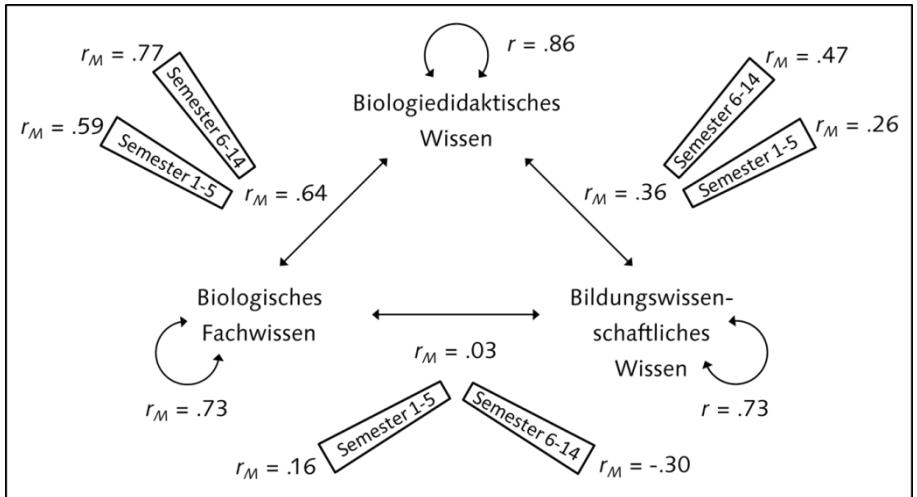 r = .86
r_M = .77
r_M = .47
Semester 6-14
Semester 6-14
Biologiedidaktisches
Wissen
r_M = .59
r_M = .26
Semester 1-5
Semester 1-5
r_M = .64
r_M = .36
Biologisches
Fachwissen
Bildungswissen-
schaftliches
Wissen
r_M = .03
r_M = .73
r = .73
Semester 1-5
Semester 6-14
r_M = .16
r_M = -.30